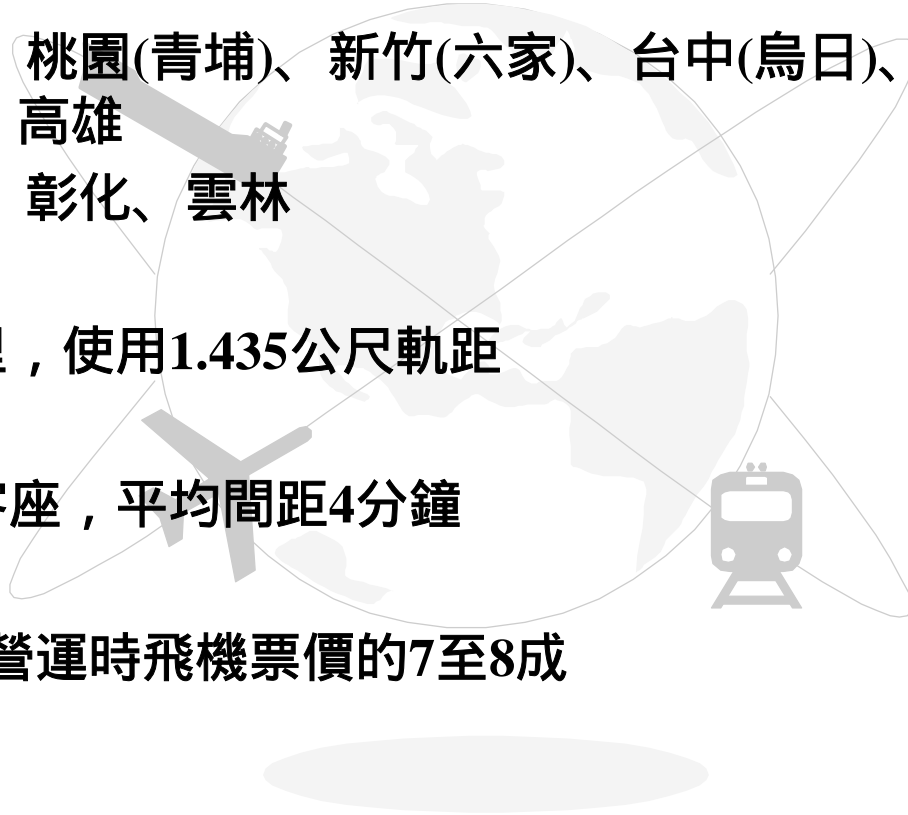 桃園(青埔)、新竹(六家)、台中(烏日)、
高雄
彰化、雲林
，使用1.435公尺軌距
座，平均間距4分鐘
營運時飛機票價的7至8成